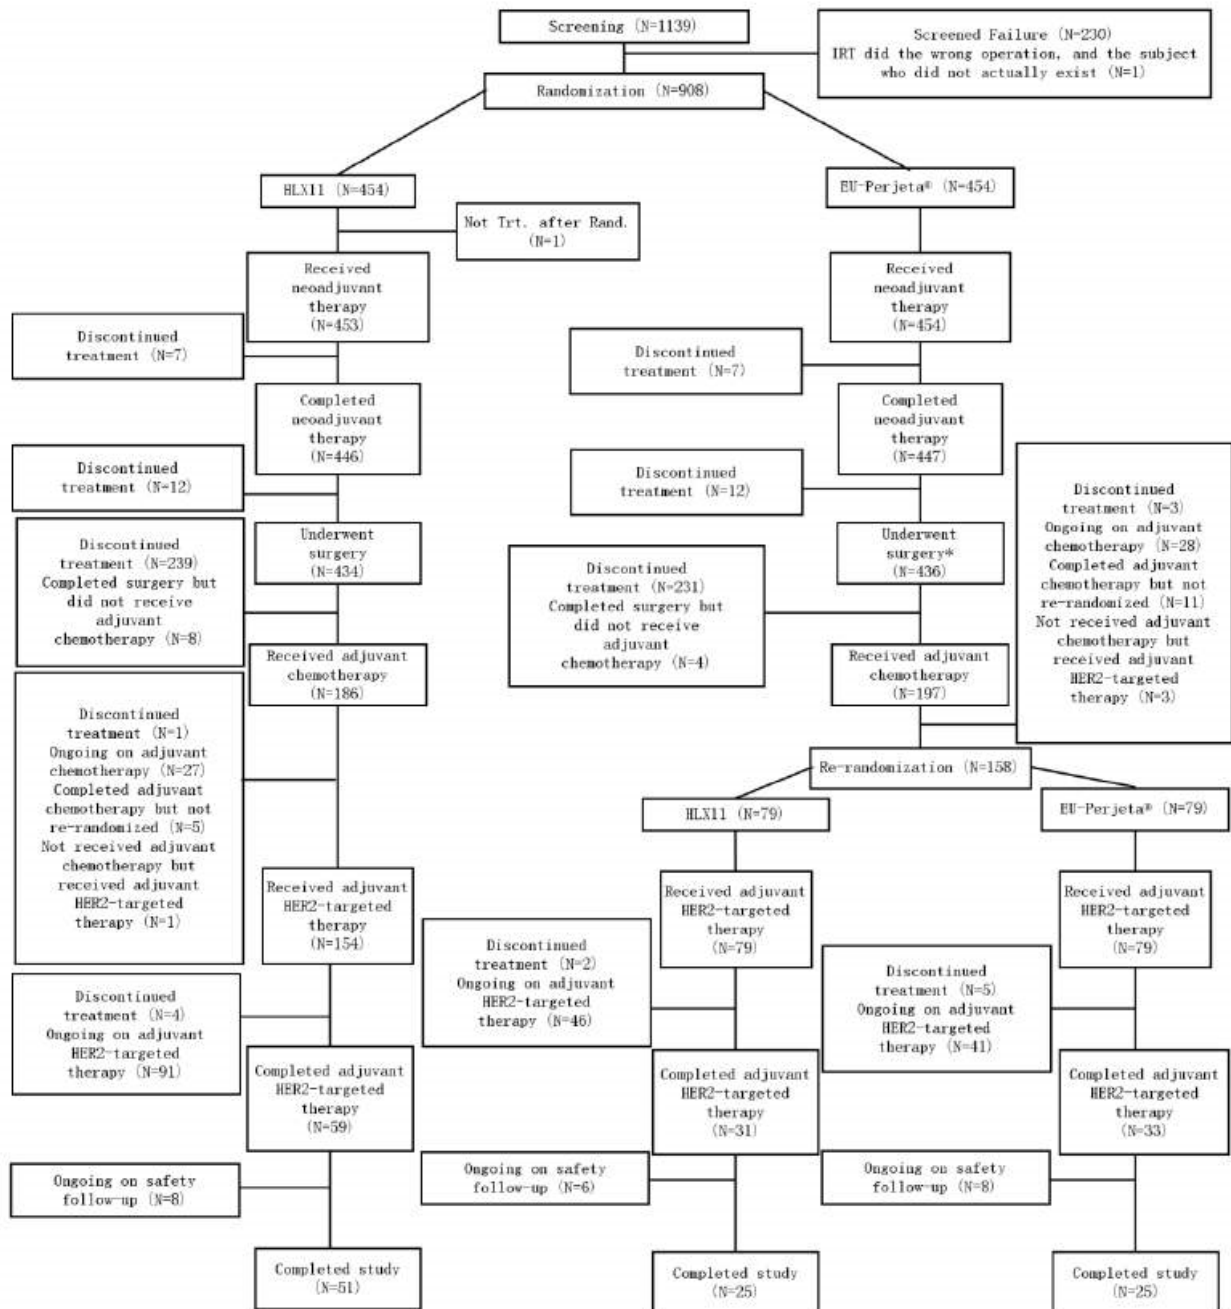 Screening (N=1139)
Screened Failure (N=230)
IRT did the wrong operation, and the subject
who did not actually exist (N=1)
Randomization (N=908)
HLX11 (N=454)
EU-Perjeta® (N=454)
Not Trt. after Rand.
(N=1)
Received
neoadjuvant
therapy
(N=453)
Received
neoadjuvant
therapy
(N=454)
Discontinued
treatment (N=7)
Discontinued
treatment (N=7)
Completed
neoadjuvant
therapy
(N=446)
Completed
neoadjuvant
therapy
(N=447)
Discontinued
treatment (N=12)
Discontinued
treatment (N=12)
Underwent
surgery
(N=434)
Underwent
surgery*
(N=436)
Discontinued
treatment (N=239)
Completed surgery but
did not receive
adjuvant
chemotherapy (N=8)
Discontinued
treatment (N=231)
Completed surgery but
did not receive
adjuvant
chemotherapy (N=4)
Discontinued
treatment (N=3)
Ongoing on adjuvant
chemotherapy (N=28)
Completed adjuvant
chemotherapy but not
re-randomized (N=11)
Not received adjuvant
chemotherapy but
received adjuvant
HER2-targeted
therapy (N=3)
Received adjuvant
chemotherapy
(N=186)
Received adjuvant
chemotherapy
(N=197)
Discontinued
treatment (N=1)
Ongoing on adjuvant
chemotherapy (N=27)
Completed adjuvant
chemotherapy but not
re-randomized (N=5)
Not received adjuvant
chemotherapy but
received adjuvant
HER2-targeted
therapy (N=1)
Re-randomization (N=158)
HLX11 (N=79)
EU-Perjeta® (N=79)
Received adjuvant
HER2-targeted
therapy
(N=154)
Received adjuvant
HER2-targeted
therapy
(N=79)
Received adjuvant
HER2-targeted
therapy
(N=79)
Discontinued
treatment (N=4)
Ongoing on adjuvant
HER2-targeted
therapy (N=91)
Discontinued
treatment (N=2)
Ongoing on adjuvant
HER2-targeted
therapy (N=46)
Discontinued
treatment (N=5)
Ongoing on adjuvant
HER2-targeted
therapy (N=41)
Completed adjuvant
HER2-targeted
therapy
(N=59)
Completed adjuvant
HER2-targeted
therapy
(N=31)
Completed adjuvant
HER2-targeted
therapy
(N=33)
Ongoing on safety
follow-up (N=8)
Ongoing on safety
follow-up (N=6)
Ongoing on safety
follow-up (N=8)
Completed study
(N=51)
Completed study
(N=25)
Completed study
(N=25)